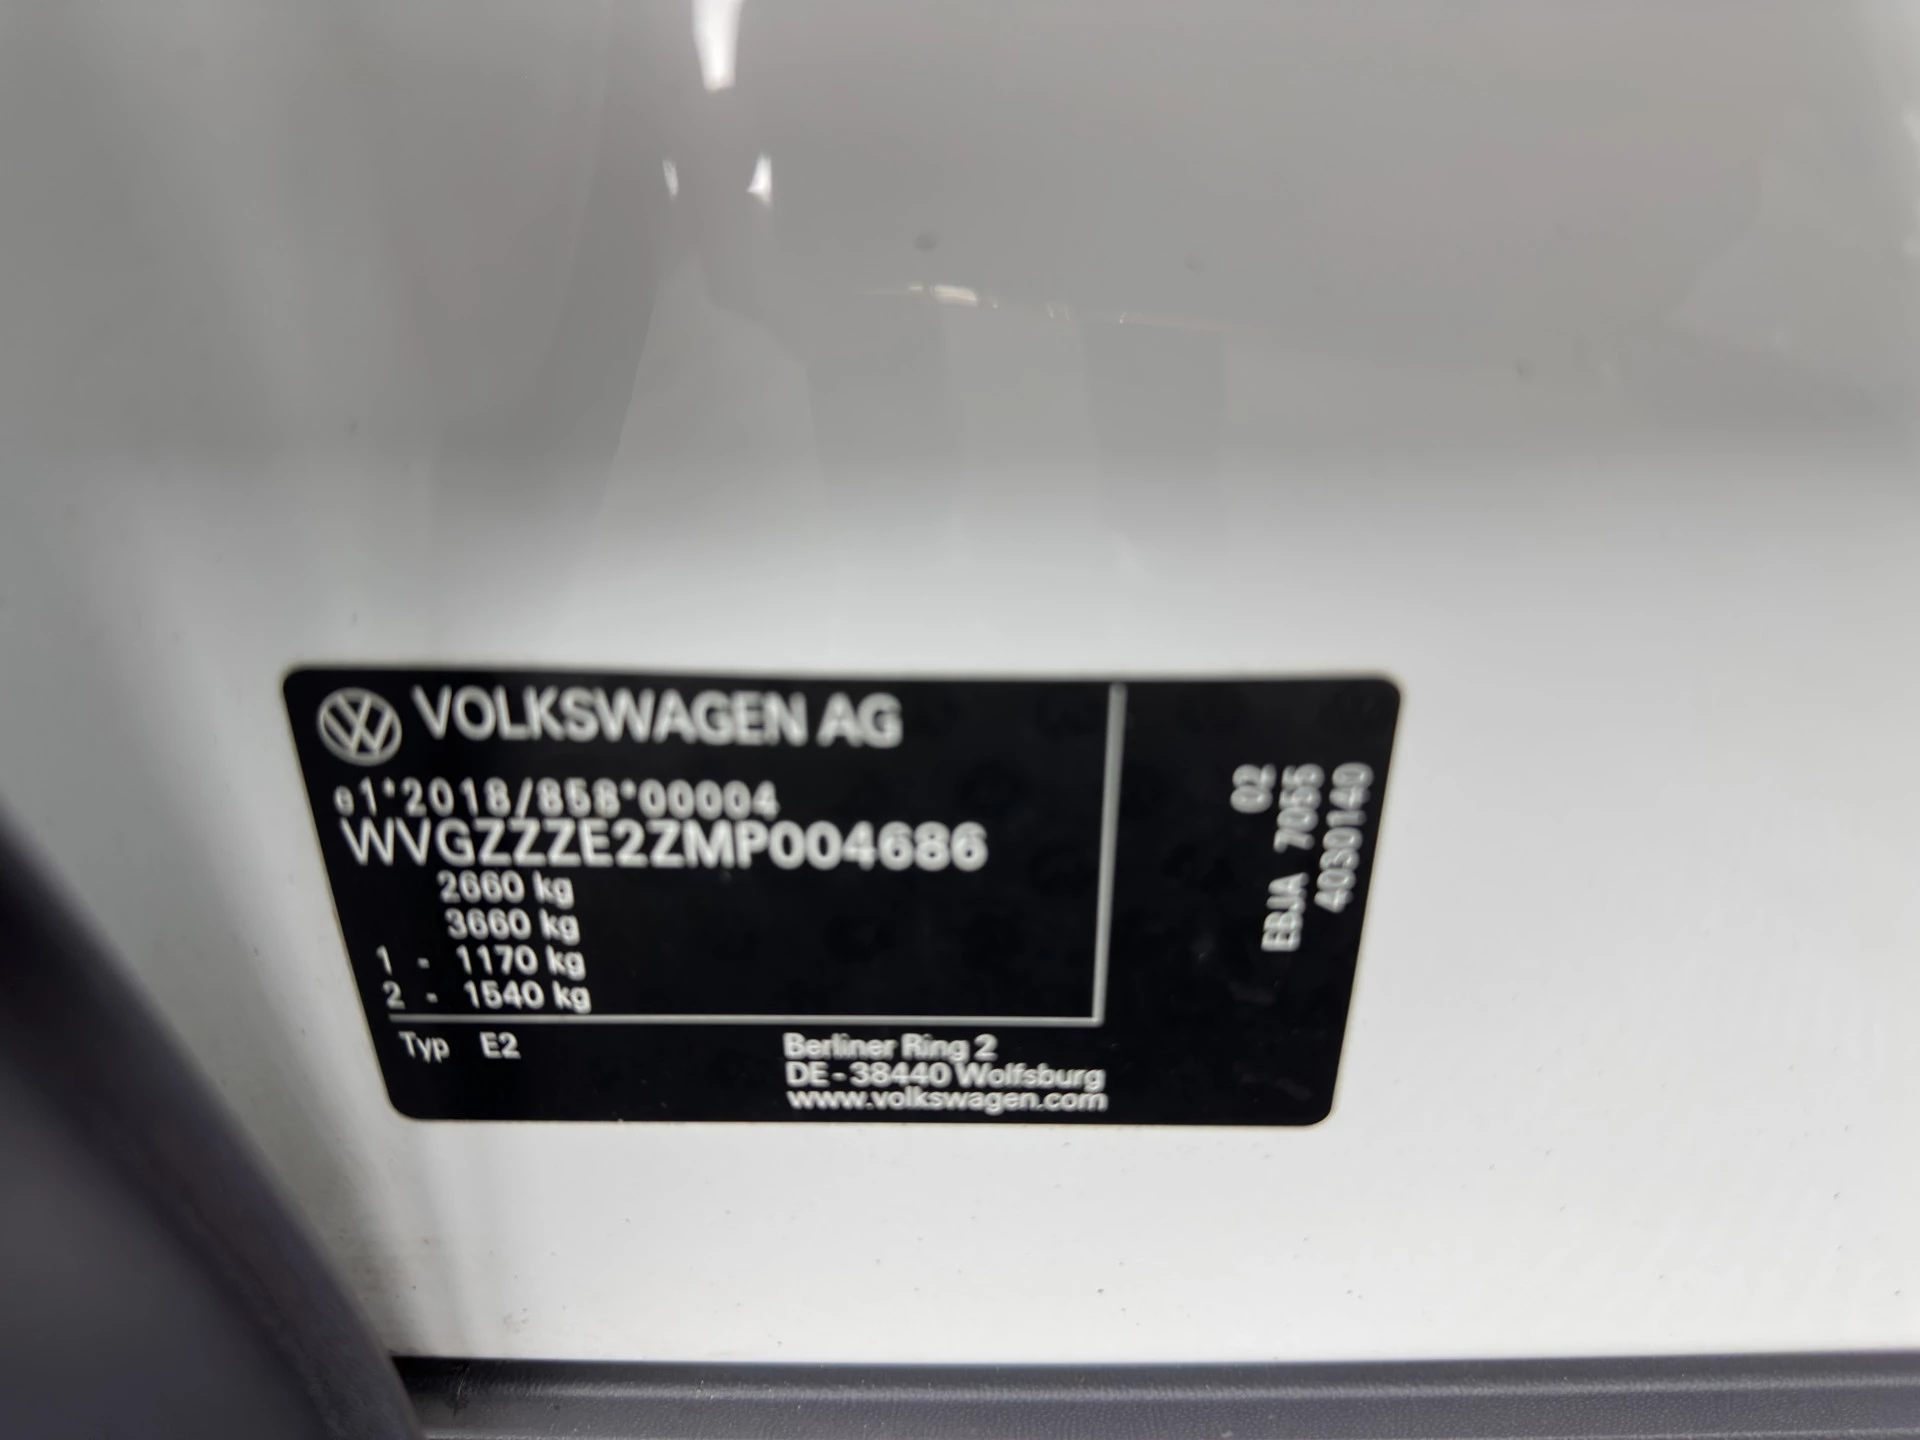 VOLKSWAGEN AG
e1*2018/858*00004
WVGZZZE2ZMP004686
2660 kg
3660 kg
1 - 1170 kg
2 - 1540 kg
Typ E2
Berliner Ring 2
DE - 38440 Wolfsburg
www.volkswagen.com
02
EBJA 7055
4030140